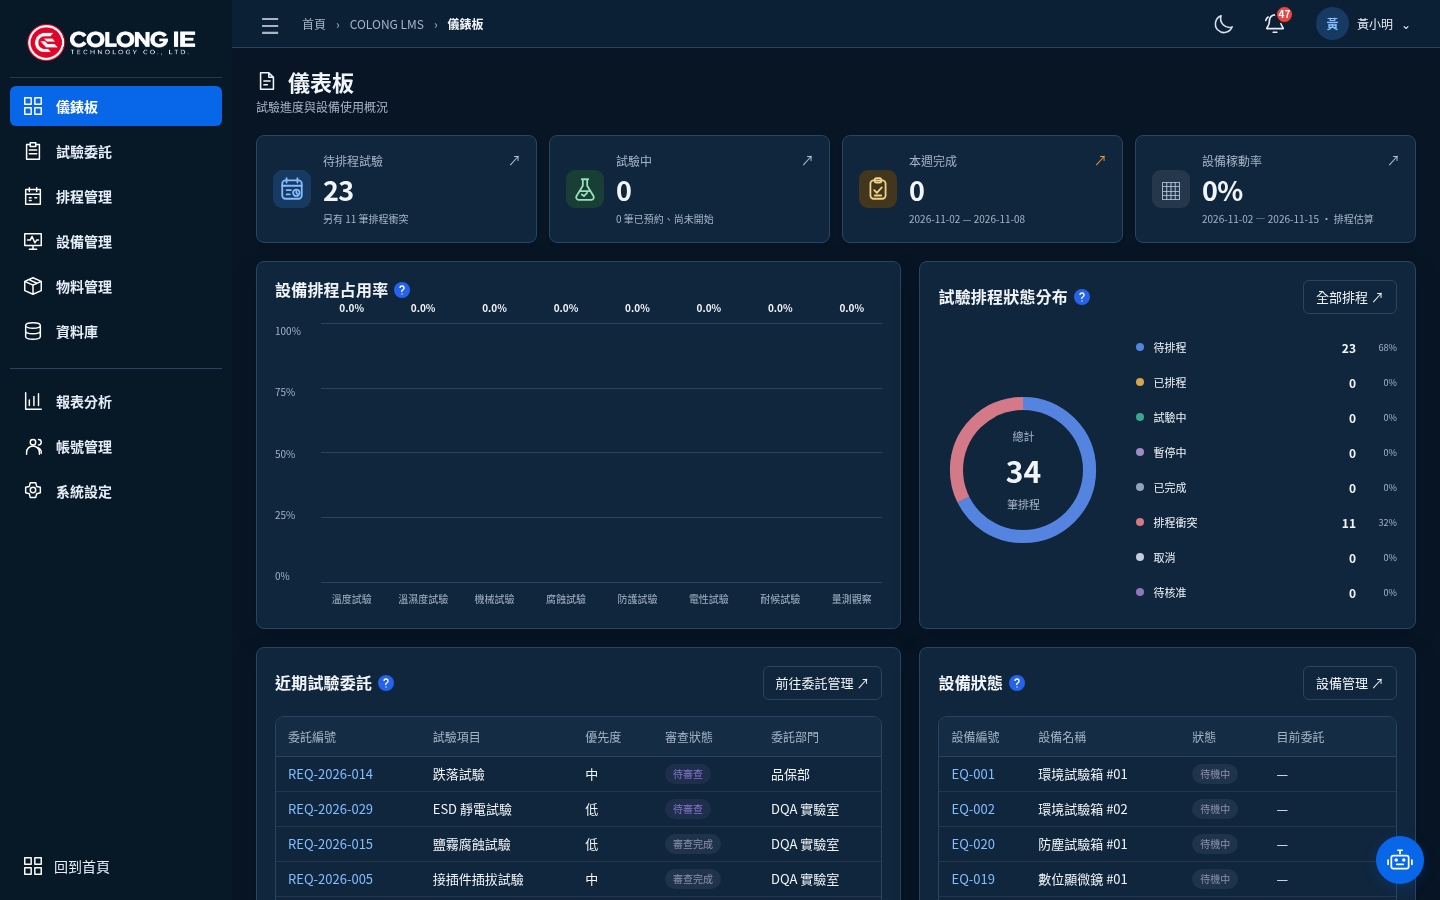 COLONG IE
TECHNOLOGY CO., LTD.
儀錶板
試驗委託
排程管理
設備管理
物料管理
資料庫
報表分析
帳號管理
系統設定
回到首頁
首頁 › COLONG LMS › 儀錶板
47
黃 黃小明
儀表板
試驗進度與設備使用概況
待排程試驗 ↗
23
另有 11 筆排程衝突
試驗中 ↗
0
0 筆已預約、尚未開始
本週完成 ↗
0
2026-11-02 — 2026-11-08
設備稼動率 ↗
0%
2026-11-02 — 2026-11-15 · 排程估算
設備排程占用率 ?
0.0% 0.0% 0.0% 0.0% 0.0% 0.0% 0.0% 0.0%
100%
75%
50%
25%
0%
溫度試驗 溫濕度試驗 機械試驗 腐蝕試驗 防護試驗 電性試驗 耐候試驗 量測觀察
試驗排程狀態分布 ? 全部排程 ↗
總計
34
筆排程
待排程 23 68%
已排程 0 0%
試驗中 0 0%
暫停中 0 0%
已完成 0 0%
排程衝突 11 32%
取消 0 0%
待核准 0 0%
近期試驗委託 ? 前往委託管理 ↗
委託編號 試驗項目 優先度 審查狀態 委託部門
REQ-2026-014 跌落試驗 中 待審查 品保部
REQ-2026-029 ESD 靜電試驗 低 待審查 DQA 實驗室
REQ-2026-015 鹽霧腐蝕試驗 低 審查完成 DQA 實驗室
REQ-2026-005 接插件插拔試驗 中 審查完成 DQA 實驗室
設備狀態 ? 設備管理 ↗
設備編號 設備名稱 狀態 目前委託
EQ-001 環境試驗箱 #01 待機中 —
EQ-002 環境試驗箱 #02 待機中 —
EQ-020 防塵試驗箱 #01 待機中 —
EQ-019 數位顯微鏡 #01 待機中 —